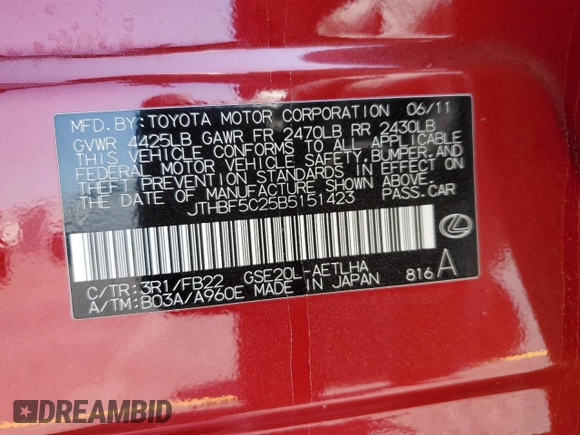 MFD. BY: TOYOTA MOTOR CORPORATION 06/11
GVWR 4425LB GAWR FR 2470LB RR 2430LB
THIS VEHICLE CONFORMS TO ALL APPLICABLE
FEDERAL MOTOR VEHICLE SAFETY, BUMPER, AND
THEFT PREVENTION STANDARDS IN EFFECT ON
THE DATE OF MANUFACTURE SHOWN ABOVE.
JTHBF5C25B5151423 PASS. CAR
C/TR: 3R1/FB22 GSE20L-AETLHA
A/TM: B03A/A960E MADE IN JAPAN 816A
DREAMBID